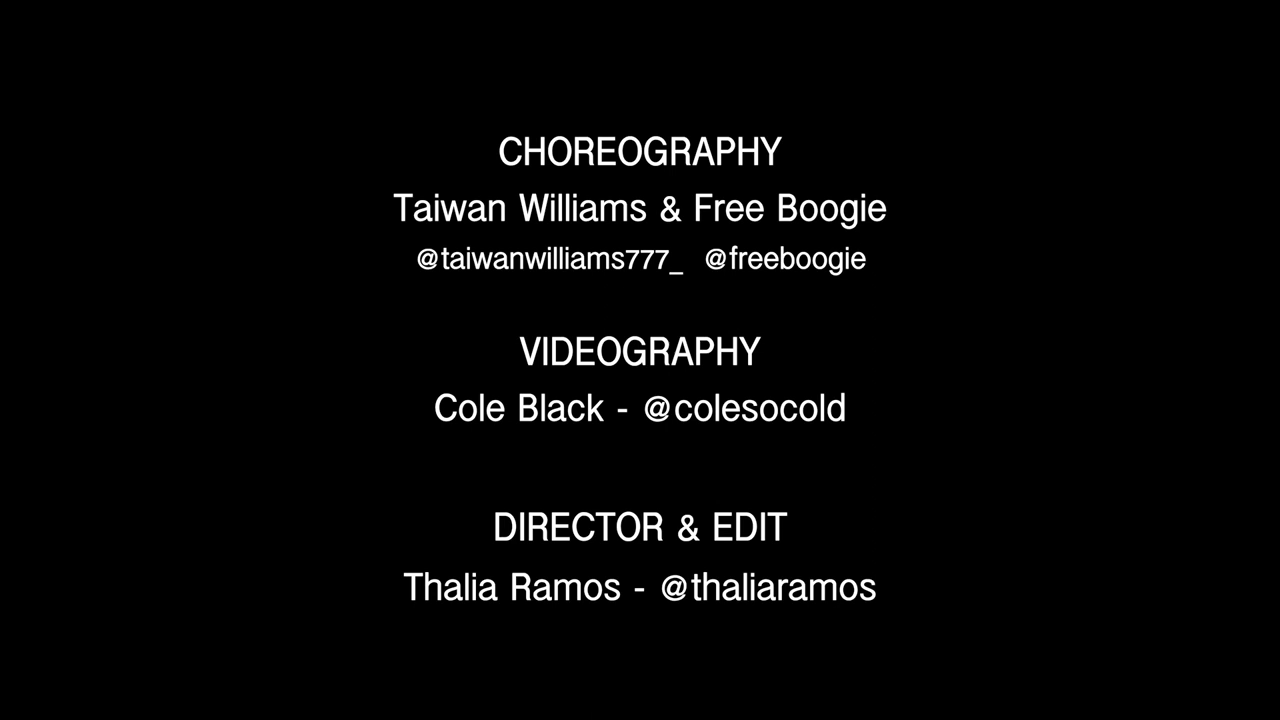 CHOREOGRAPHY
Taiwan Williams & Free Boogie
@taiwanwilliams777_ @freeboogie
VIDEOGRAPHY
Cole Black - @colesocold
DIRECTOR & EDIT
Thalia Ramos - @thaliaramos